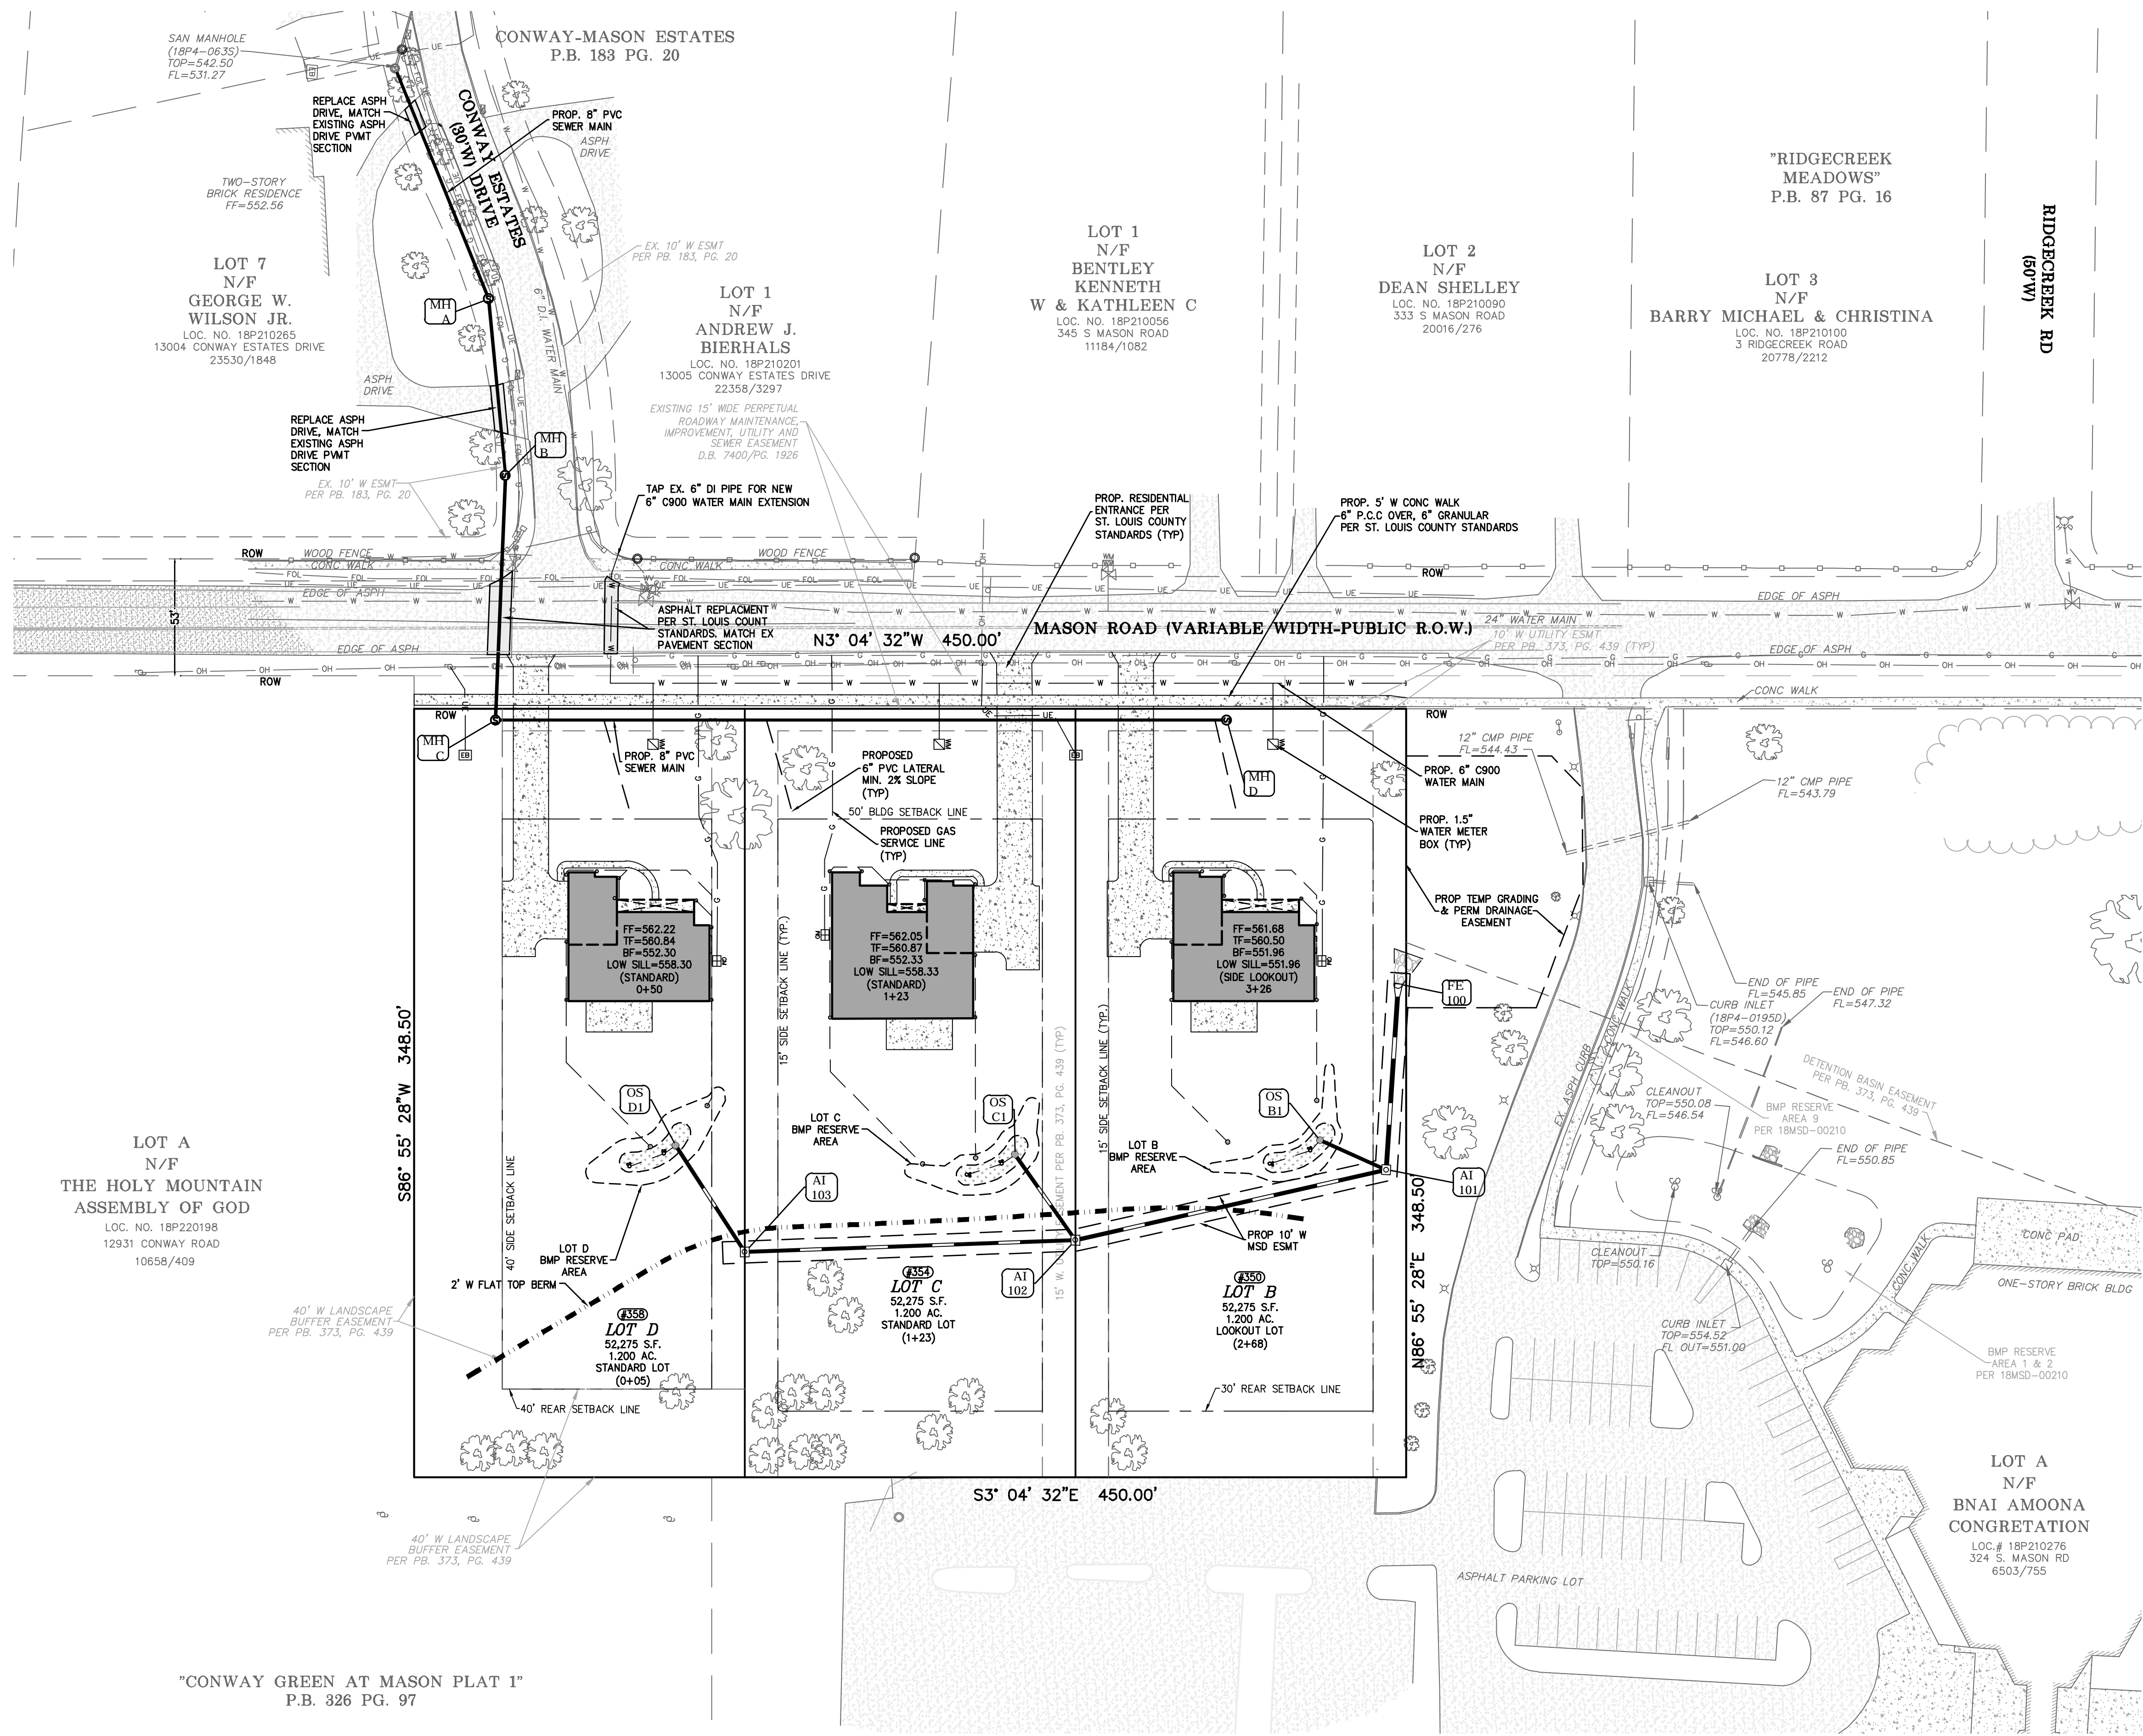 SAN MANHOLE
(18P4-063S)
TOP=542.50
FL=531.27
CONWAY-MASON ESTATES
P.B. 183 PG. 20
REPLACE ASPH
DRIVE, MATCH
EXISTING ASPH
DRIVE PVMT
SECTION
PROP. 8" PVC
SEWER MAIN
ASPH
DRIVE
CONWAY ESTATES
DRIVE
(30'W)
TWO-STORY
BRICK RESIDENCE
FF=552.56
EX. 10' W ESMT
PER PB. 183, PG. 20
6" D.I. WATER MAIN
LOT 7
N/F
GEORGE W.
WILSON JR.
LOC. NO. 18P210265
13004 CONWAY ESTATES DRIVE
23530/1848
MH
A
ASPH
DRIVE
LOT 1
N/F
ANDREW J.
BIERHALS
LOC. NO. 18P210201
13005 CONWAY ESTATES DRIVE
22358/3297
LOT 1
N/F
BENTLEY
KENNETH
W & KATHLEEN C
LOC. NO. 18P210056
345 S MASON ROAD
11184/1082
LOT 2
N/F
DEAN SHELLEY
LOC. NO. 18P210090
333 S MASON ROAD
20016/276
"RIDGECREEK
MEADOWS"
P.B. 87 PG. 16
LOT 3
N/F
BARRY MICHAEL & CHRISTINA
LOC. NO. 18P210100
3 RIDGECREEK ROAD
20778/2212
RIDGECREEK RD
(50'W)
EXISTING 15' WIDE PERPETUAL
ROADWAY MAINTENANCE,
IMPROVEMENT, UTILITY AND
SEWER EASEMENT
D.B. 7400/PG. 1926
REPLACE ASPH
DRIVE, MATCH
EXISTING ASPH
DRIVE PVMT
SECTION
MH
B
EX. 10' W ESMT
PER PB. 183, PG. 20
TAP EX. 6" DI PIPE FOR NEW
6" C900 WATER MAIN EXTENSION
PROP. RESIDENTIAL
ENTRANCE PER
ST. LOUIS COUNTY
STANDARDS (TYP)
PROP. 5' W CONC WALK
6" P.C.C OVER, 6" GRANULAR
PER ST. LOUIS COUNTY STANDARDS
ROW
WOOD FENCE
CONC WALK
WOOD FENCE
CONC WALK
ROW
EDGE OF ASPH
EDGE OF ASPH
53'
ASPHALT REPLACMENT
PER ST. LOUIS COUNT
STANDARDS. MATCH EX
PAVEMENT SECTION
24" WATER MAIN
N3° 04' 32"W 450.00'
MASON ROAD (VARIABLE WIDTH-PUBLIC R.O.W.)
10' W UTILITY ESMT
PER PB. 373, PG. 439 (TYP)
EDGE OF ASPH
EDGE OF ASPH
ROW
CONC WALK
ROW
ROW
MH
C
EB
EB
PROP. 8" PVC
SEWER MAIN
PROPOSED
6" PVC LATERAL
MIN. 2% SLOPE
(TYP)
MH
D
PROP. 6" C900
WATER MAIN
12" CMP PIPE
FL=544.43
12" CMP PIPE
FL=543.79
50' BLDG SETBACK LINE
PROPOSED GAS
SERVICE LINE
(TYP)
PROP. 1.5"
WATER METER
BOX (TYP)
PROP TEMP GRADING
& PERM DRAINAGE
EASEMENT
FF=562.22
TF=560.84
BF=552.30
LOW SILL=558.30
(STANDARD)
0+50
FF=562.05
TF=560.87
BF=552.33
LOW SILL=558.33
(STANDARD)
1+23
FF=561.68
TF=560.50
BF=551.96
LOW SILL=551.96
(SIDE LOOKOUT)
3+26
15' SIDE SETBACK LINE (TYP.)
15' SIDE SETBACK LINE (TYP.)
15' W. UTILITY EASEMENT PER PB. 373, PG. 439 (TYP)
40' SIDE SETBACK LINE
FE
100
END OF PIPE
FL=545.85
CURB INLET
(18P4-0195D)
TOP=550.12
FL=546.60
END OF PIPE
FL=547.32
DETENTION BASIN EASEMENT
PER PB. 373, PG. 439
CONC WALK
EX. ASPH CURB
CLEANOUT
TOP=550.08
FL=546.54
BMP RESERVE
AREA 9
PER 18MSD-00210
END OF PIPE
FL=550.85
S86° 55' 28"W 348.50'
OS
D1
OS
C1
OS
B1
LOT C
BMP RESERVE
AREA
LOT B
BMP RESERVE
AREA
AI
103
AI
101
AI
102
LOT D
BMP RESERVE
AREA
2' W FLAT TOP BERM
PROP 10' W
MSD ESMT
N86° 55' 28"E 348.50'
LOT A
N/F
THE HOLY MOUNTAIN
ASSEMBLY OF GOD
LOC. NO. 18P220198
12931 CONWAY ROAD
10658/409
40' W LANDSCAPE
BUFFER EASEMENT
PER PB. 373, PG. 439
#358
LOT D
52,275 S.F.
1.200 AC.
STANDARD LOT
(0+05)
#354
LOT C
52,275 S.F.
1.200 AC.
STANDARD LOT
(1+23)
#350
LOT B
52,275 S.F.
1.200 AC.
LOOKOUT LOT
(2+68)
CLEANOUT
TOP=550.16
CONC WALK
CONC PAD
ONE-STORY BRICK BLDG
CURB INLET
TOP=554.52
FL OUT=551.00
BMP RESERVE
AREA 1 & 2
PER 18MSD-00210
40' REAR SETBACK LINE
30' REAR SETBACK LINE
S3° 04' 32"E 450.00'
40' W LANDSCAPE
BUFFER EASEMENT
PER PB. 373, PG. 439
ASPHALT PARKING LOT
LOT A
N/F
BNAI AMOONA
CONGRETATION
LOC.# 18P210276
324 S. MASON RD
6503/755
"CONWAY GREEN AT MASON PLAT 1"
P.B. 326 PG. 97